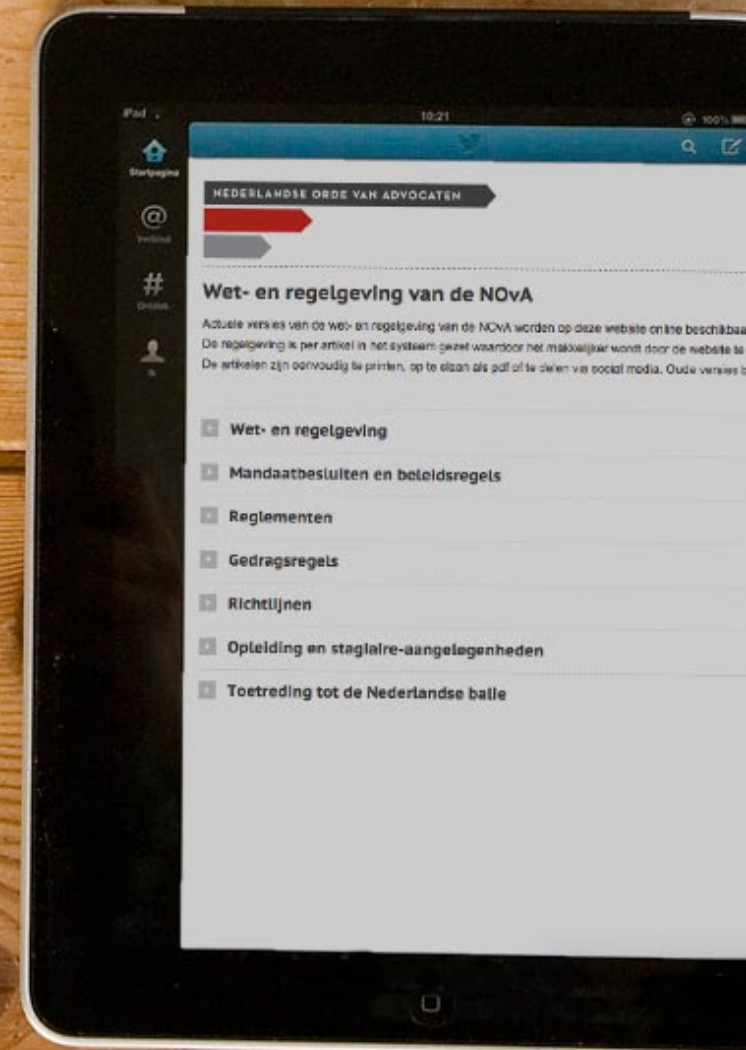 iPad
10:21
100%
Startpagina
Verbind
Ontdek
Ik
NEDERLANDSE ORDE VAN ADVOCATEN
Wet- en regelgeving van de NOvA
Actuele versies van de wet- en regelgeving van de NOvA worden op deze website online beschikbaa
De regelgeving is per artikel in het systeem gezet waardoor het makkelijker wordt door de website te
De artikelen zijn eenvoudig te printen, op te slaan als pdf of te delen via social media. Oude versies b
Wet- en regelgeving
Mandaatbesluiten en beleidsregels
Reglementen
Gedragsregels
Richtlijnen
Opleiding en stagiaire-aangelegenheden
Toetreding tot de Nederlandse balie